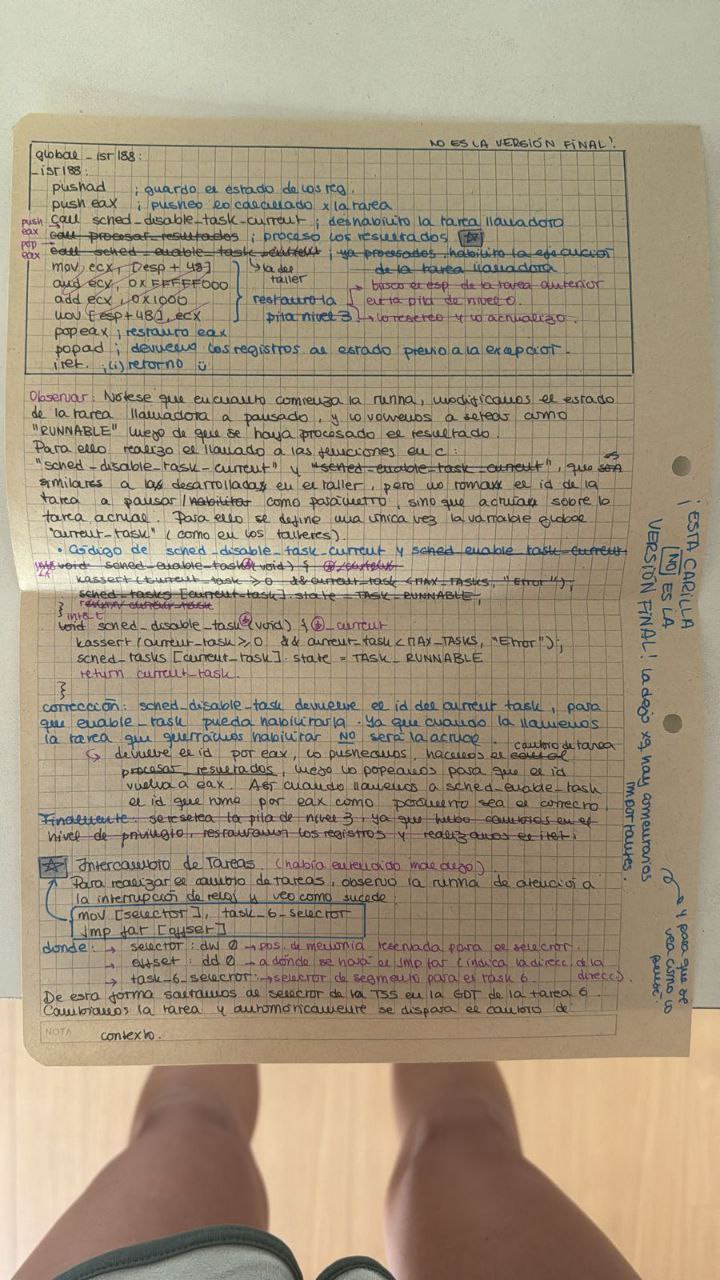 NO ES LA VERSIÓN FINAL!
global _isr188:
_isr188:
pushad ; guardo el estado de los reg.
push eax ; pusheo lo calculado x la tarea
call sched_disable_task_current ; deshabilito la tarea llamadora
push eax
call procesar_resultados ; proceso los resultados ☆
pop eax
call sched_enable_task_current ; ya procesados, habilito la ejecución de la tarea llamadora
↳ la del taller
mov ecx, [esp + 48]
and ecx, 0xFFFFF000
add ecx, 0x1000
mov [esp+48], ecx
restauro la pila nivel 3
→ busco el esp de la tarea anterior en la pila de nivel 0.
→ lo reseteo y lo actualizo.
pop eax ; restauro eax
popad ; devuelvo los registros al estado previo a la excepción.
iret. ;(i) retorno
Observar: Nótese que en cuanto comienza la rutina, modificamos el estado
de la tarea llamadora a pausado, y lo volvemos a setear como
"RUNNABLE" luego de que se haya procesado el resultado.
Para ello realizo el llamado a las funciones en c:
"sched_disable_task_current" y "sched_enable_task_current", que son
similares a las desarrolladas en el taller, pero no toman el id de la
tarea a pausar/habilitar como parámetro, sino que actúan sobre la
tarea actual. Para ello se define una única vez la variable global
"current_task" (como en los talleres).
• Código de sched_disable_task_current y sched_enable_task_current
void sched_enable_task(void) {
kassert(current_task ≥ 0 && current_task < MAX_TASKS, "Error");
sched_tasks[current_task].state = TASK_RUNNABLE;
return current_task
}
void sched_disable_task(void) { _current
kassert(current_task ≥ 0 && current_task < MAX_TASKS, "Error");
sched_tasks[current_task].state = TASK_RUNNABLE
return current_task.
}
corrección: sched_disable_task devuelve el id del current task, para
que enable_task pueda habilitarla. Ya que cuando la llamemos
la tarea que querramos habilitar NO será la actual.
↳ devuelve el id por eax, lo pusheamos, hacemos el cambio de tarea
procesar_resultados, luego lo popeamos para que el id
vuelva a eax. Así cuando llamemos a sched_enable_task
el id que tome por eax como parámetro sea el correcto.
Finalmente: se resetea la pila de nivel 3, ya que hubo cambios en el
nivel de privilegio, restauramos los registros y realizamos el iret.
☆ Intercambio de Tareas. (había entendido mal algo)
Para realizar el cambio de tareas, observo la rutina de atención a
la interrupción de reloj y veo como sucede:
mov [selector], task_6_selector
jmp far [offset]
donde: → selector: dw 0 → pos. de memoria reservada para el selector.
→ offset: dd 0 → a dónde se hará el jmp far (indica la direcc. de la direcc)
→ task_6_selector: → selector de segmento para el task 6
De esta forma saltamos al selector de la TSS en la GDT de la tarea 6.
Cambiamos la tarea y automáticamente se dispara el cambio de
NOTA
contexto.
¡ESTA CARILLA
NO ES LA
VERSIÓN FINAL! la dejo xq hay comentarios
importantes.
↳ y para que se
vea cómo lo
pensé.